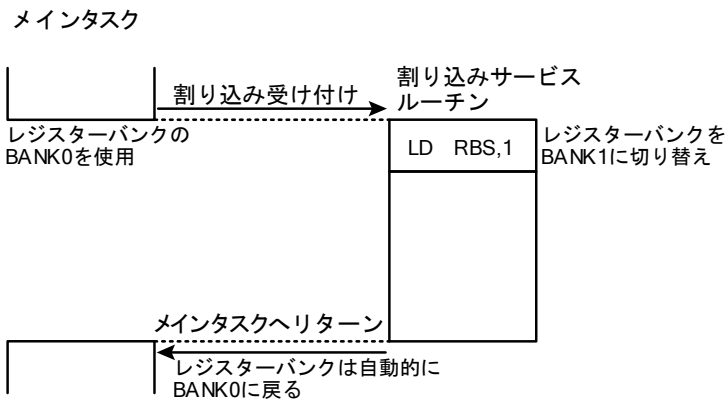 メインタスク
割り込み受け付け
割り込みサービス
ルーチン
レジスターバンクの
BANK0を使用
LD RBS,1
レジスターバンクを
BANK1に切り替え
メインタスクへリターン
レジスターバンクは自動的に
BANK0に戻る